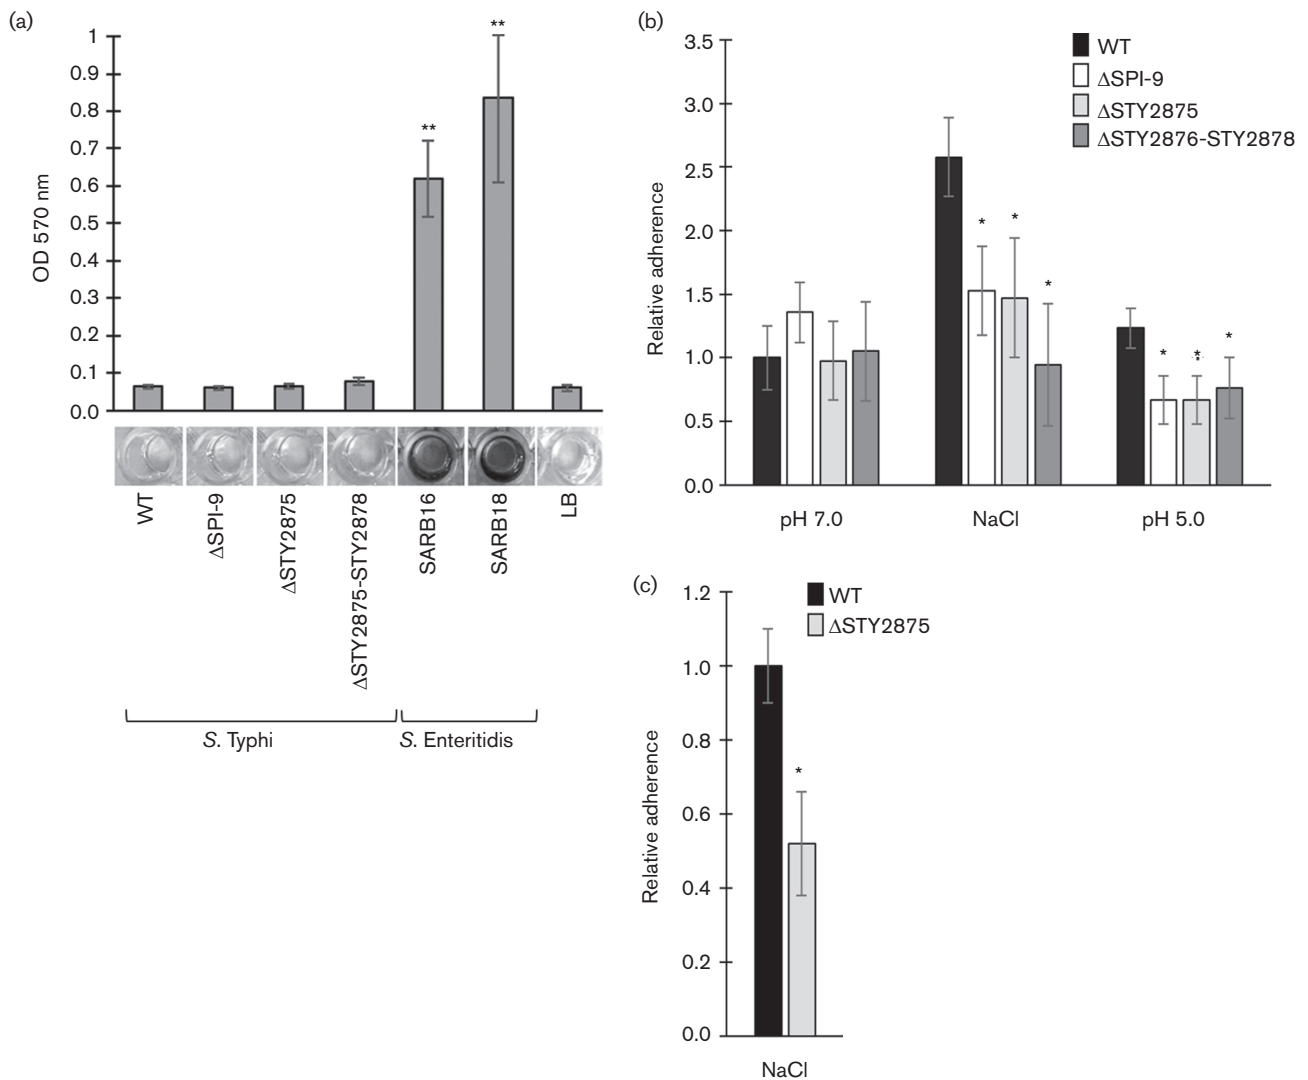 (a)
1
0.9
0.8
0.7
0.6
0.5
0.4
0.3
0.2
0.1
0.0
OD 570 nm
**
**
WT
ΔSPI-9
ΔSTY2875
ΔSTY2875-STY2878
SARB16
SARB18
LB
S. Typhi
S. Enteritidis
(b)
3.5
3.0
2.5
2.0
1.5
1.0
0.5
0.0
Relative adherence
WT
ΔSPI-9
ΔSTY2875
ΔSTY2876-STY2878
*
*
*
*
*
*
pH 7.0
NaCl
pH 5.0
(c)
1.2
1.0
0.8
0.6
0.4
0.2
0.0
Relative adherence
WT
ΔSTY2875
*
NaCl